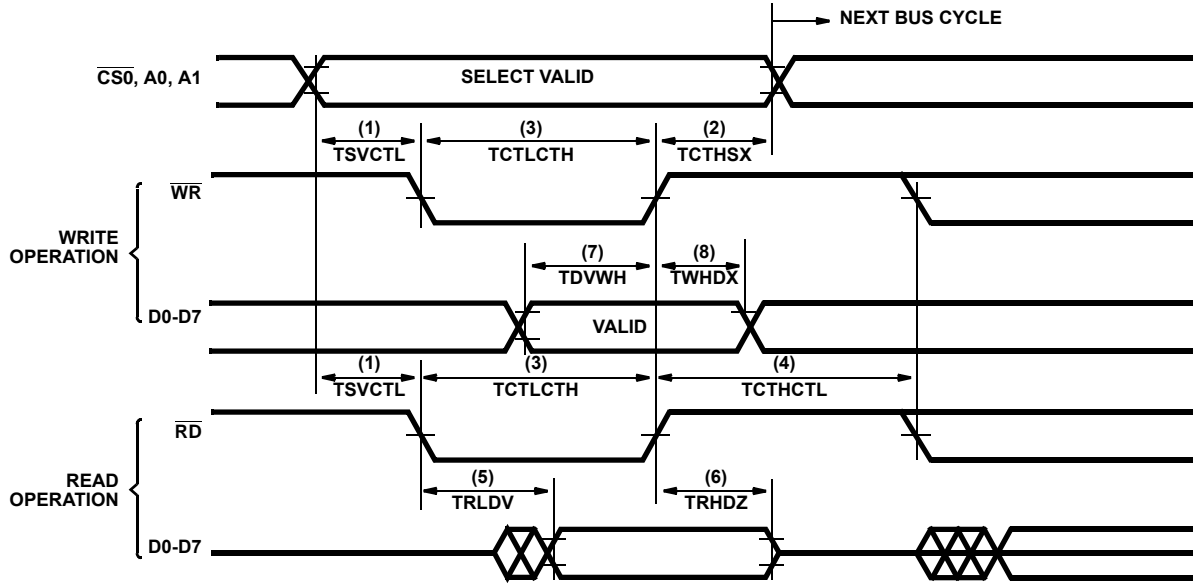 NEXT BUS CYCLE
CS0, A0, A1
SELECT VALID
(1)
TSVCTL
(3)
TCTLCTH
(2)
TCTHSX
WR
WRITE
OPERATION
(7)
TDVWH
(8)
TWHDX
D0-D7
VALID
(1)
TSVCTL
(3)
TCTLCTH
(4)
TCTHCTL
RD
READ
OPERATION
(5)
TRLDV
(6)
TRHDZ
D0-D7